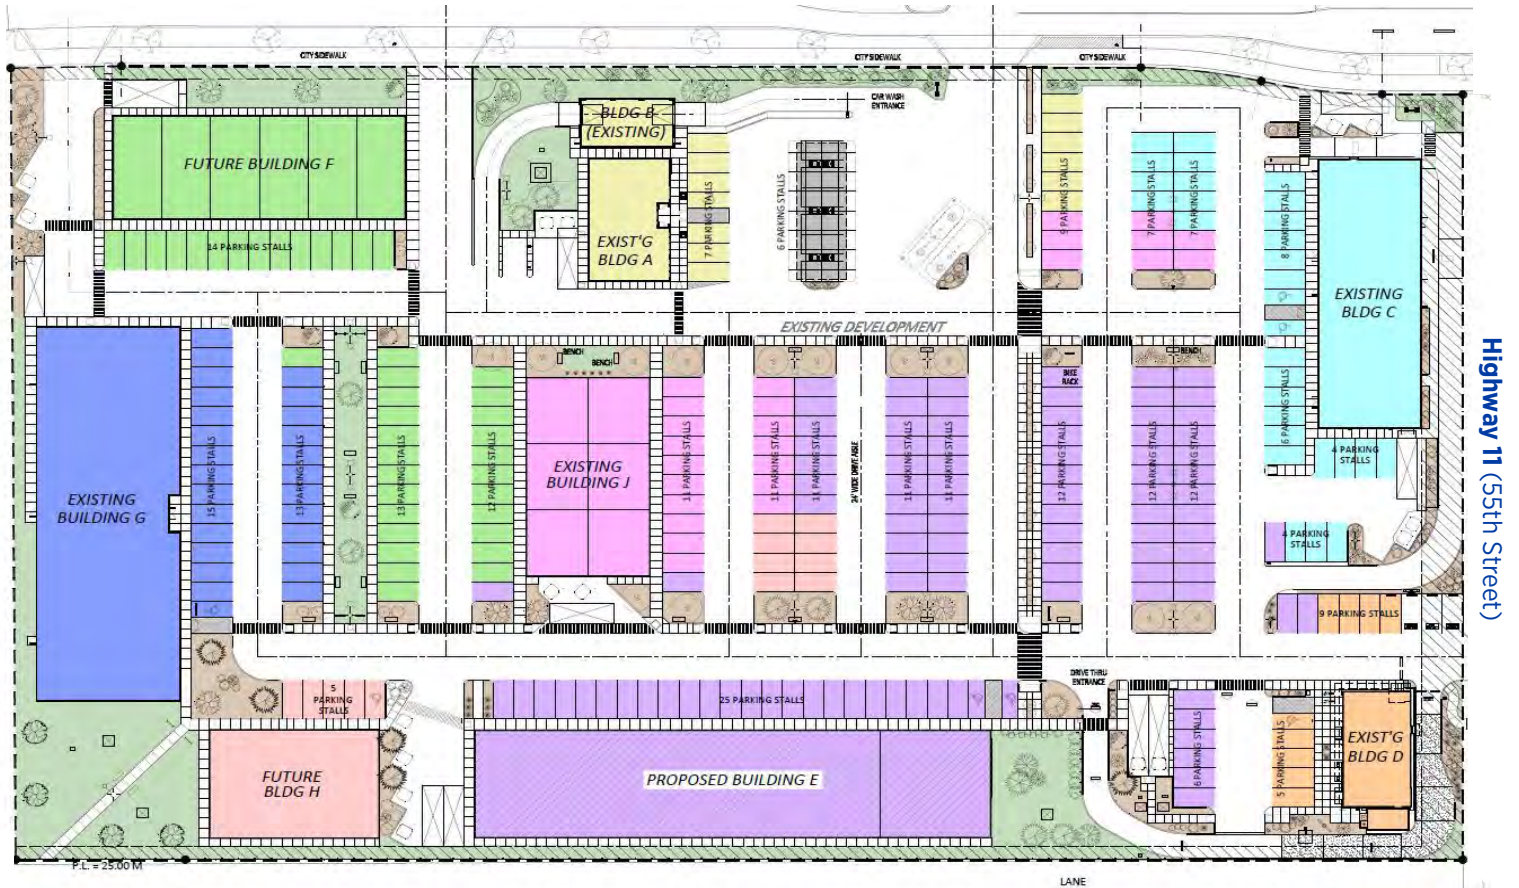 CITY SIDEWALK
CITY SIDEWALK
CITY SIDEWALK
CAR WASH
ENTRANCE
BLDG B
(EXISTING)
FUTURE BUILDING F
14 PARKING STALLS
EXIST'G
BLDG A
7 PARKING STALLS
6 PARKING STALLS
9 PARKING STALLS
7 PARKING STALLS
7 PARKING STALLS
8 PARKING STALLS
EXISTING
BLDG C
EXISTING DEVELOPMENT
Highway 11 (55th Street)
BENCH
BENCH
BENCH
BIKE
RACK
EXISTING
BUILDING G
15 PARKING STALLS
13 PARKING STALLS
13 PARKING STALLS
12 PARKING STALLS
EXISTING
BUILDING J
11 PARKING STALLS
11 PARKING STALLS
11 PARKING STALLS
24' WIDE DRIVE AISLE
11 PARKING STALLS
11 PARKING STALLS
12 PARKING STALLS
12 PARKING STALLS
12 PARKING STALLS
6 PARKING STALLS
4 PARKING
STALLS
4 PARKING
STALLS
9 PARKING STALLS
5
PARKING
STALLS
25 PARKING STALLS
DRIVE THRU
ENTRANCE
FUTURE
BLDG H
PROPOSED BUILDING E
6 PARKING STALLS
5 PARKING STALLS
EXIST'G
BLDG D
P.L. = 25.00 M
LANE